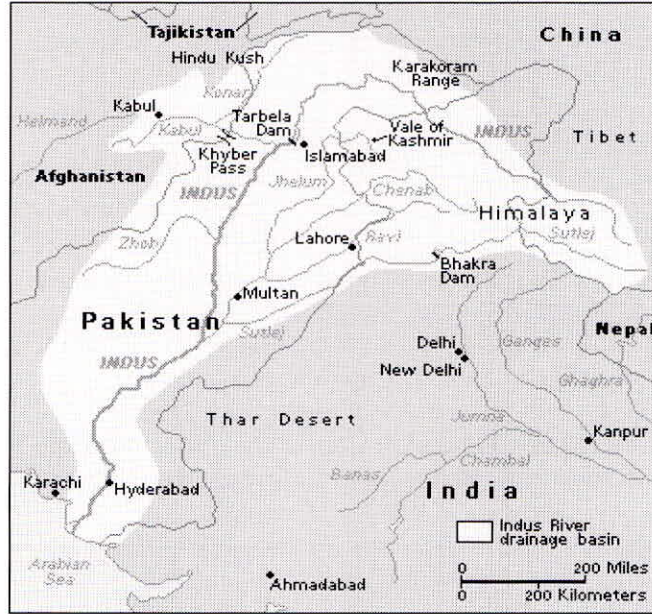 Tajikistan
China
Hindu Kush
Karakoram
Range
Konar
Kabul
Helmand
Kabul
Tarbela
Dam
Vale of
Kashmir
INDUS
Tibet
Khyber
Pass
Islamabad
Afghanistan
INDUS
Jhelum
Chenab
Himalaya
Zhob
Lahore
Ravi
Sutlej
Bhakra
Dam
Multan
Pakistan
Sutlej
Nepal
INDUS
Delhi
New Delhi
Ganges
Ghaghra
Thar Desert
Jumna
Kanpur
Banas
Chambal
Karachi
Hyderabad
India
Indus River
drainage basin
Arabian
Sea
Ahmadabad
0 200 Miles
0 200 Kilometers